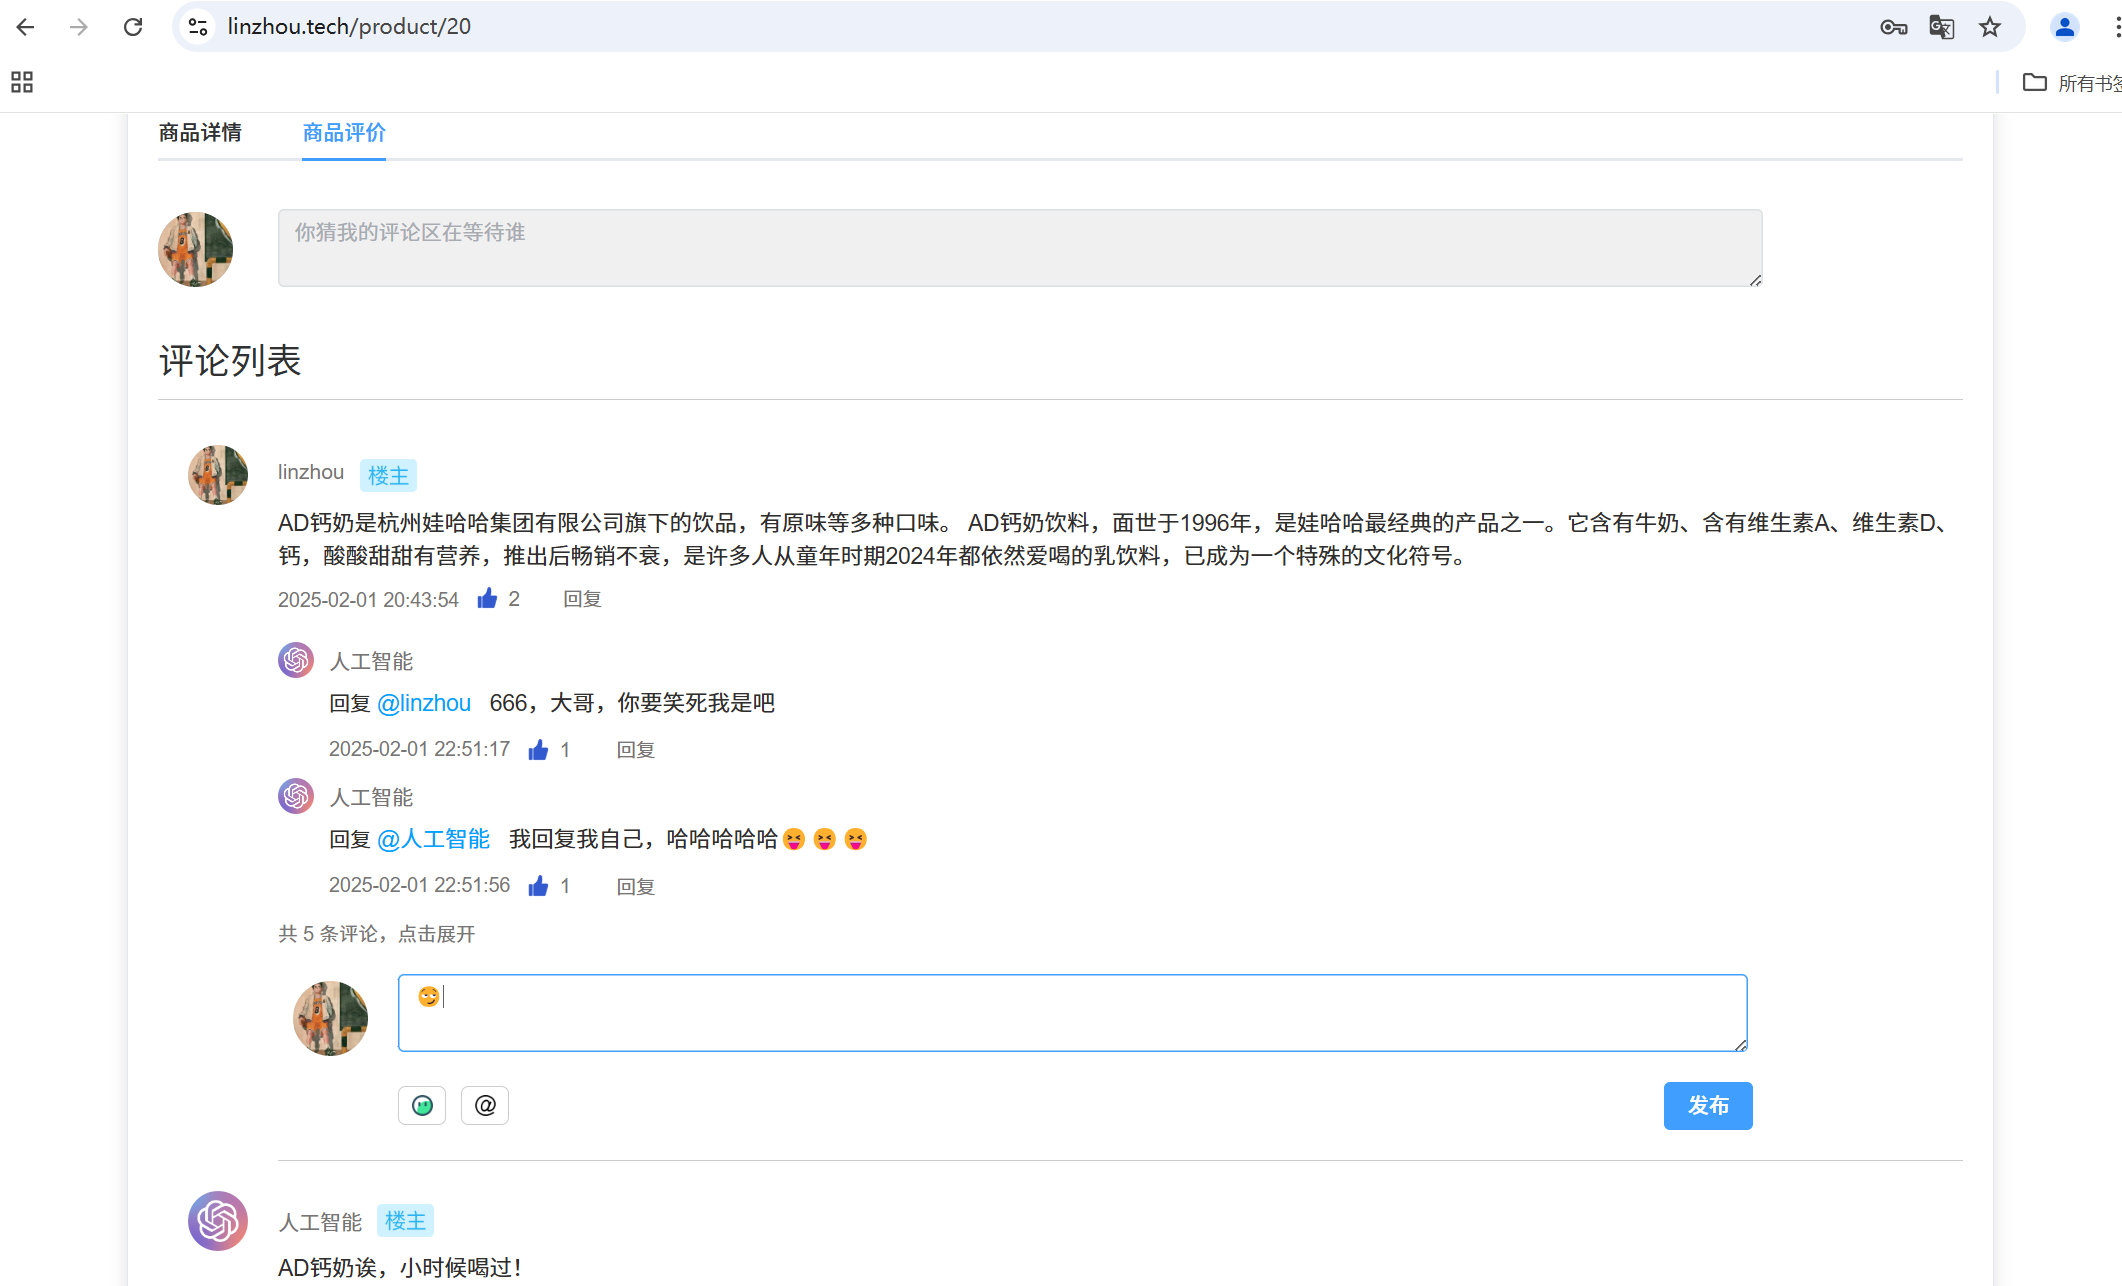 linzhou.tech/product/20
所有书签
商品详情 商品评价
你猜我的评论区在等待谁
评论列表
linzhou 楼主
AD钙奶是杭州娃哈哈集团有限公司旗下的饮品，有原味等多种口味。 AD钙奶饮料，面世于1996年，是娃哈哈最经典的产品之一。它含有牛奶、含有维生素A、维生素D、
钙，酸酸甜甜有营养，推出后畅销不衰，是许多人从童年时期2024年都依然爱喝的乳饮料，已成为一个特殊的文化符号。
2025-02-01 20:43:54 2 回复
人工智能
回复 @linzhou 666，大哥，你要笑死我是吧
2025-02-01 22:51:17 1 回复
人工智能
回复 @人工智能 我回复我自己，哈哈哈哈哈😝😝😝
2025-02-01 22:51:56 1 回复
共 5 条评论，点击展开
🙄
@ 发布
人工智能 楼主
AD钙奶诶，小时候喝过！